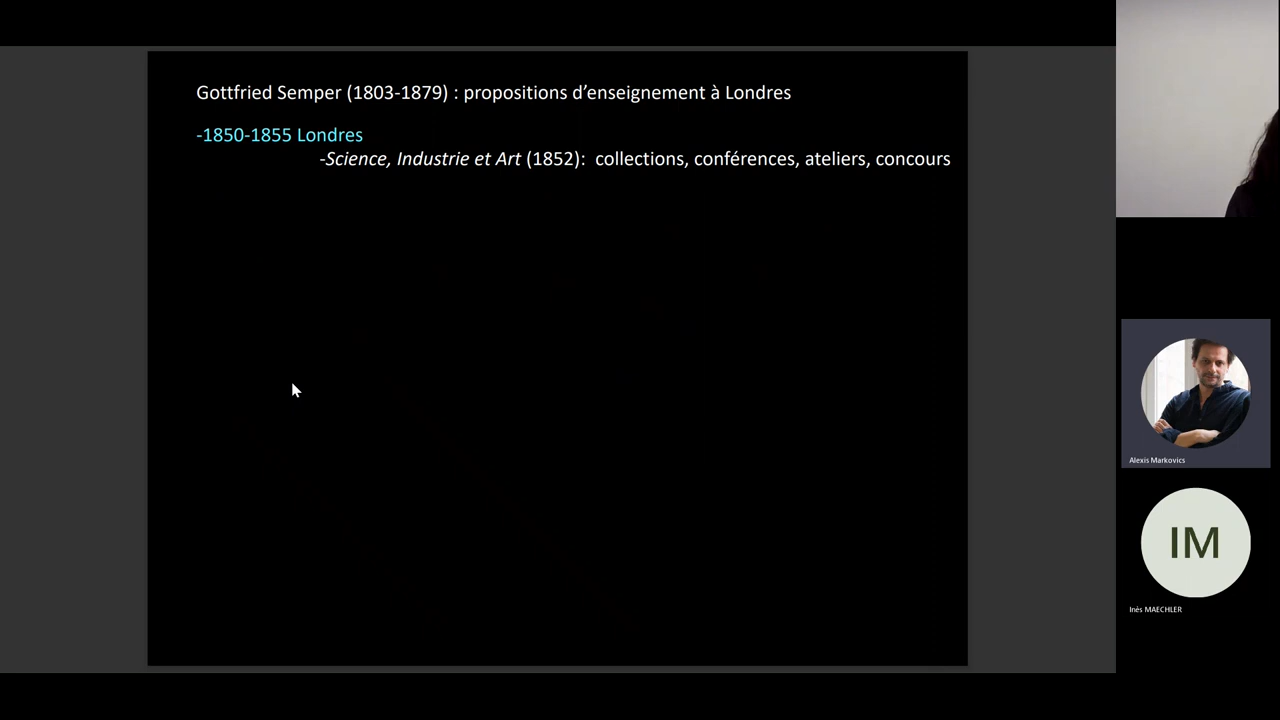 Gottfried Semper (1803-1879) : propositions d’enseignement à Londres
-1850-1855 Londres
-Science, Industrie et Art (1852):  collections, conférences, ateliers, concours
Alexis Markovics
IM
Inès MAECHLER